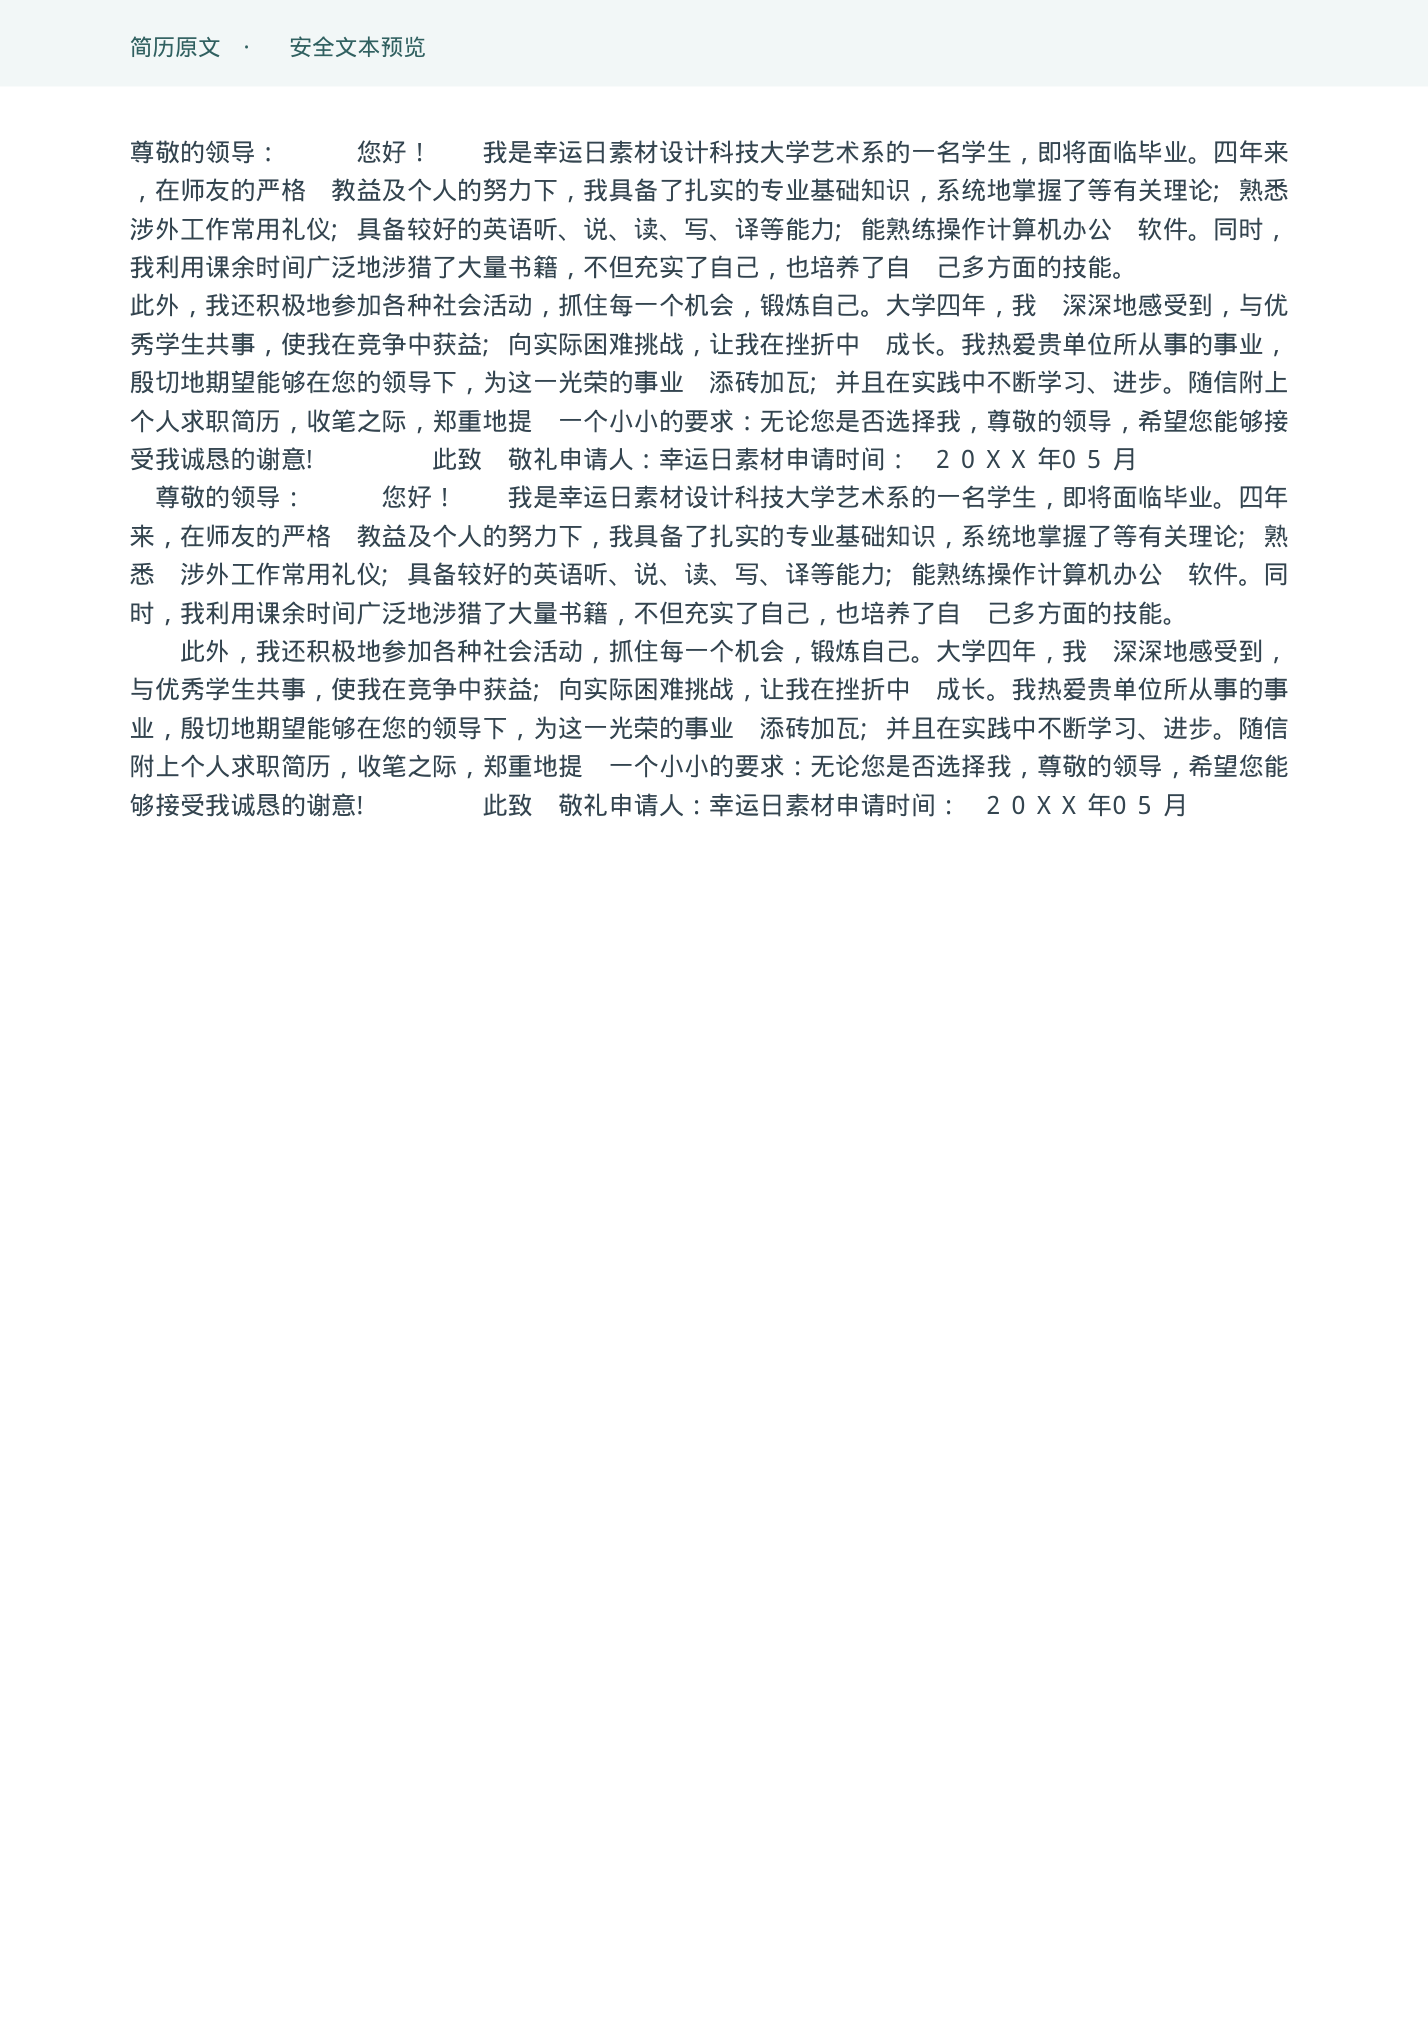 简历原文 · 安全文本预览
尊敬的领导： 您好！ 我是幸运日素材设计科技大学艺术系的一名学生，即将面临毕业。四年来
，在师友的严格 教益及个人的努力下，我具备了扎实的专业基础知识，系统地掌握了等有关理论; 熟悉
涉外工作常用礼仪; 具备较好的英语听、说、读、写、译等能力; 能熟练操作计算机办公 软件。同时，
我利用课余时间广泛地涉猎了大量书籍，不但充实了自己，也培养了自 己多方面的技能。
此外，我还积极地参加各种社会活动，抓住每一个机会，锻炼自己。大学四年，我 深深地感受到，与优
秀学生共事，使我在竞争中获益; 向实际困难挑战，让我在挫折中 成长。我热爱贵单位所从事的事业，
殷切地期望能够在您的领导下，为这一光荣的事业 添砖加瓦; 并且在实践中不断学习、进步。随信附上
个人求职简历，收笔之际，郑重地提 一个小小的要求：无论您是否选择我，尊敬的领导，希望您能够接
受我诚恳的谢意! 此致 敬礼申请人：幸运日素材申请时间： 20XX年05月
尊敬的领导： 您好！ 我是幸运日素材设计科技大学艺术系的一名学生，即将面临毕业。四年
来，在师友的严格 教益及个人的努力下，我具备了扎实的专业基础知识，系统地掌握了等有关理论; 熟
悉 涉外工作常用礼仪; 具备较好的英语听、说、读、写、译等能力; 能熟练操作计算机办公 软件。同
时，我利用课余时间广泛地涉猎了大量书籍，不但充实了自己，也培养了自 己多方面的技能。
此外，我还积极地参加各种社会活动，抓住每一个机会，锻炼自己。大学四年，我 深深地感受到，
与优秀学生共事，使我在竞争中获益; 向实际困难挑战，让我在挫折中 成长。我热爱贵单位所从事的事
业，殷切地期望能够在您的领导下，为这一光荣的事业 添砖加瓦; 并且在实践中不断学习、进步。随信
附上个人求职简历，收笔之际，郑重地提 一个小小的要求：无论您是否选择我，尊敬的领导，希望您能
够接受我诚恳的谢意! 此致 敬礼申请人：幸运日素材申请时间： 20XX年05月